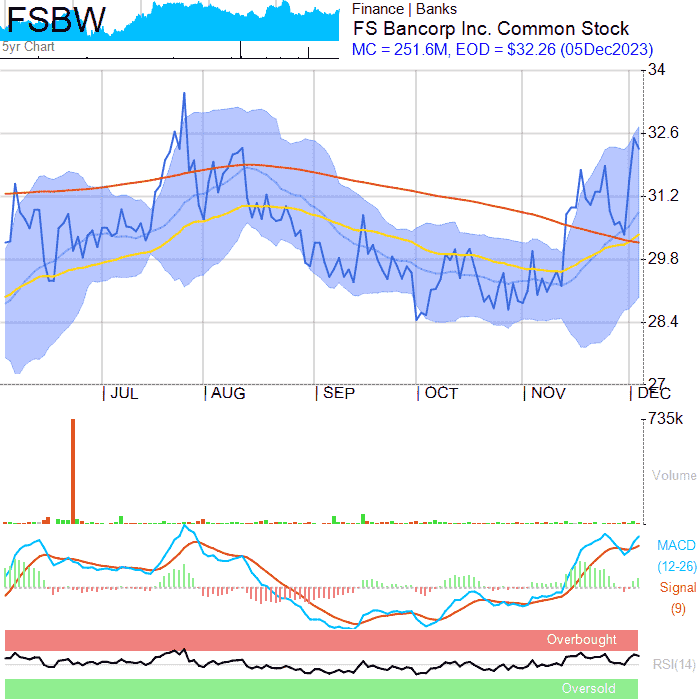 FSBW
5yr Chart
Finance | Banks
FS Bancorp Inc. Common Stock
MC = 251.6M, EOD = $32.26 (05Dec2023)
34
32.6
31.2
29.8
28.4
27
JUL AUG SEP OCT NOV DEC
735k
Volume
MACD
(12-26)
Signal
(9)
Overbought
RSI(14)
Oversold